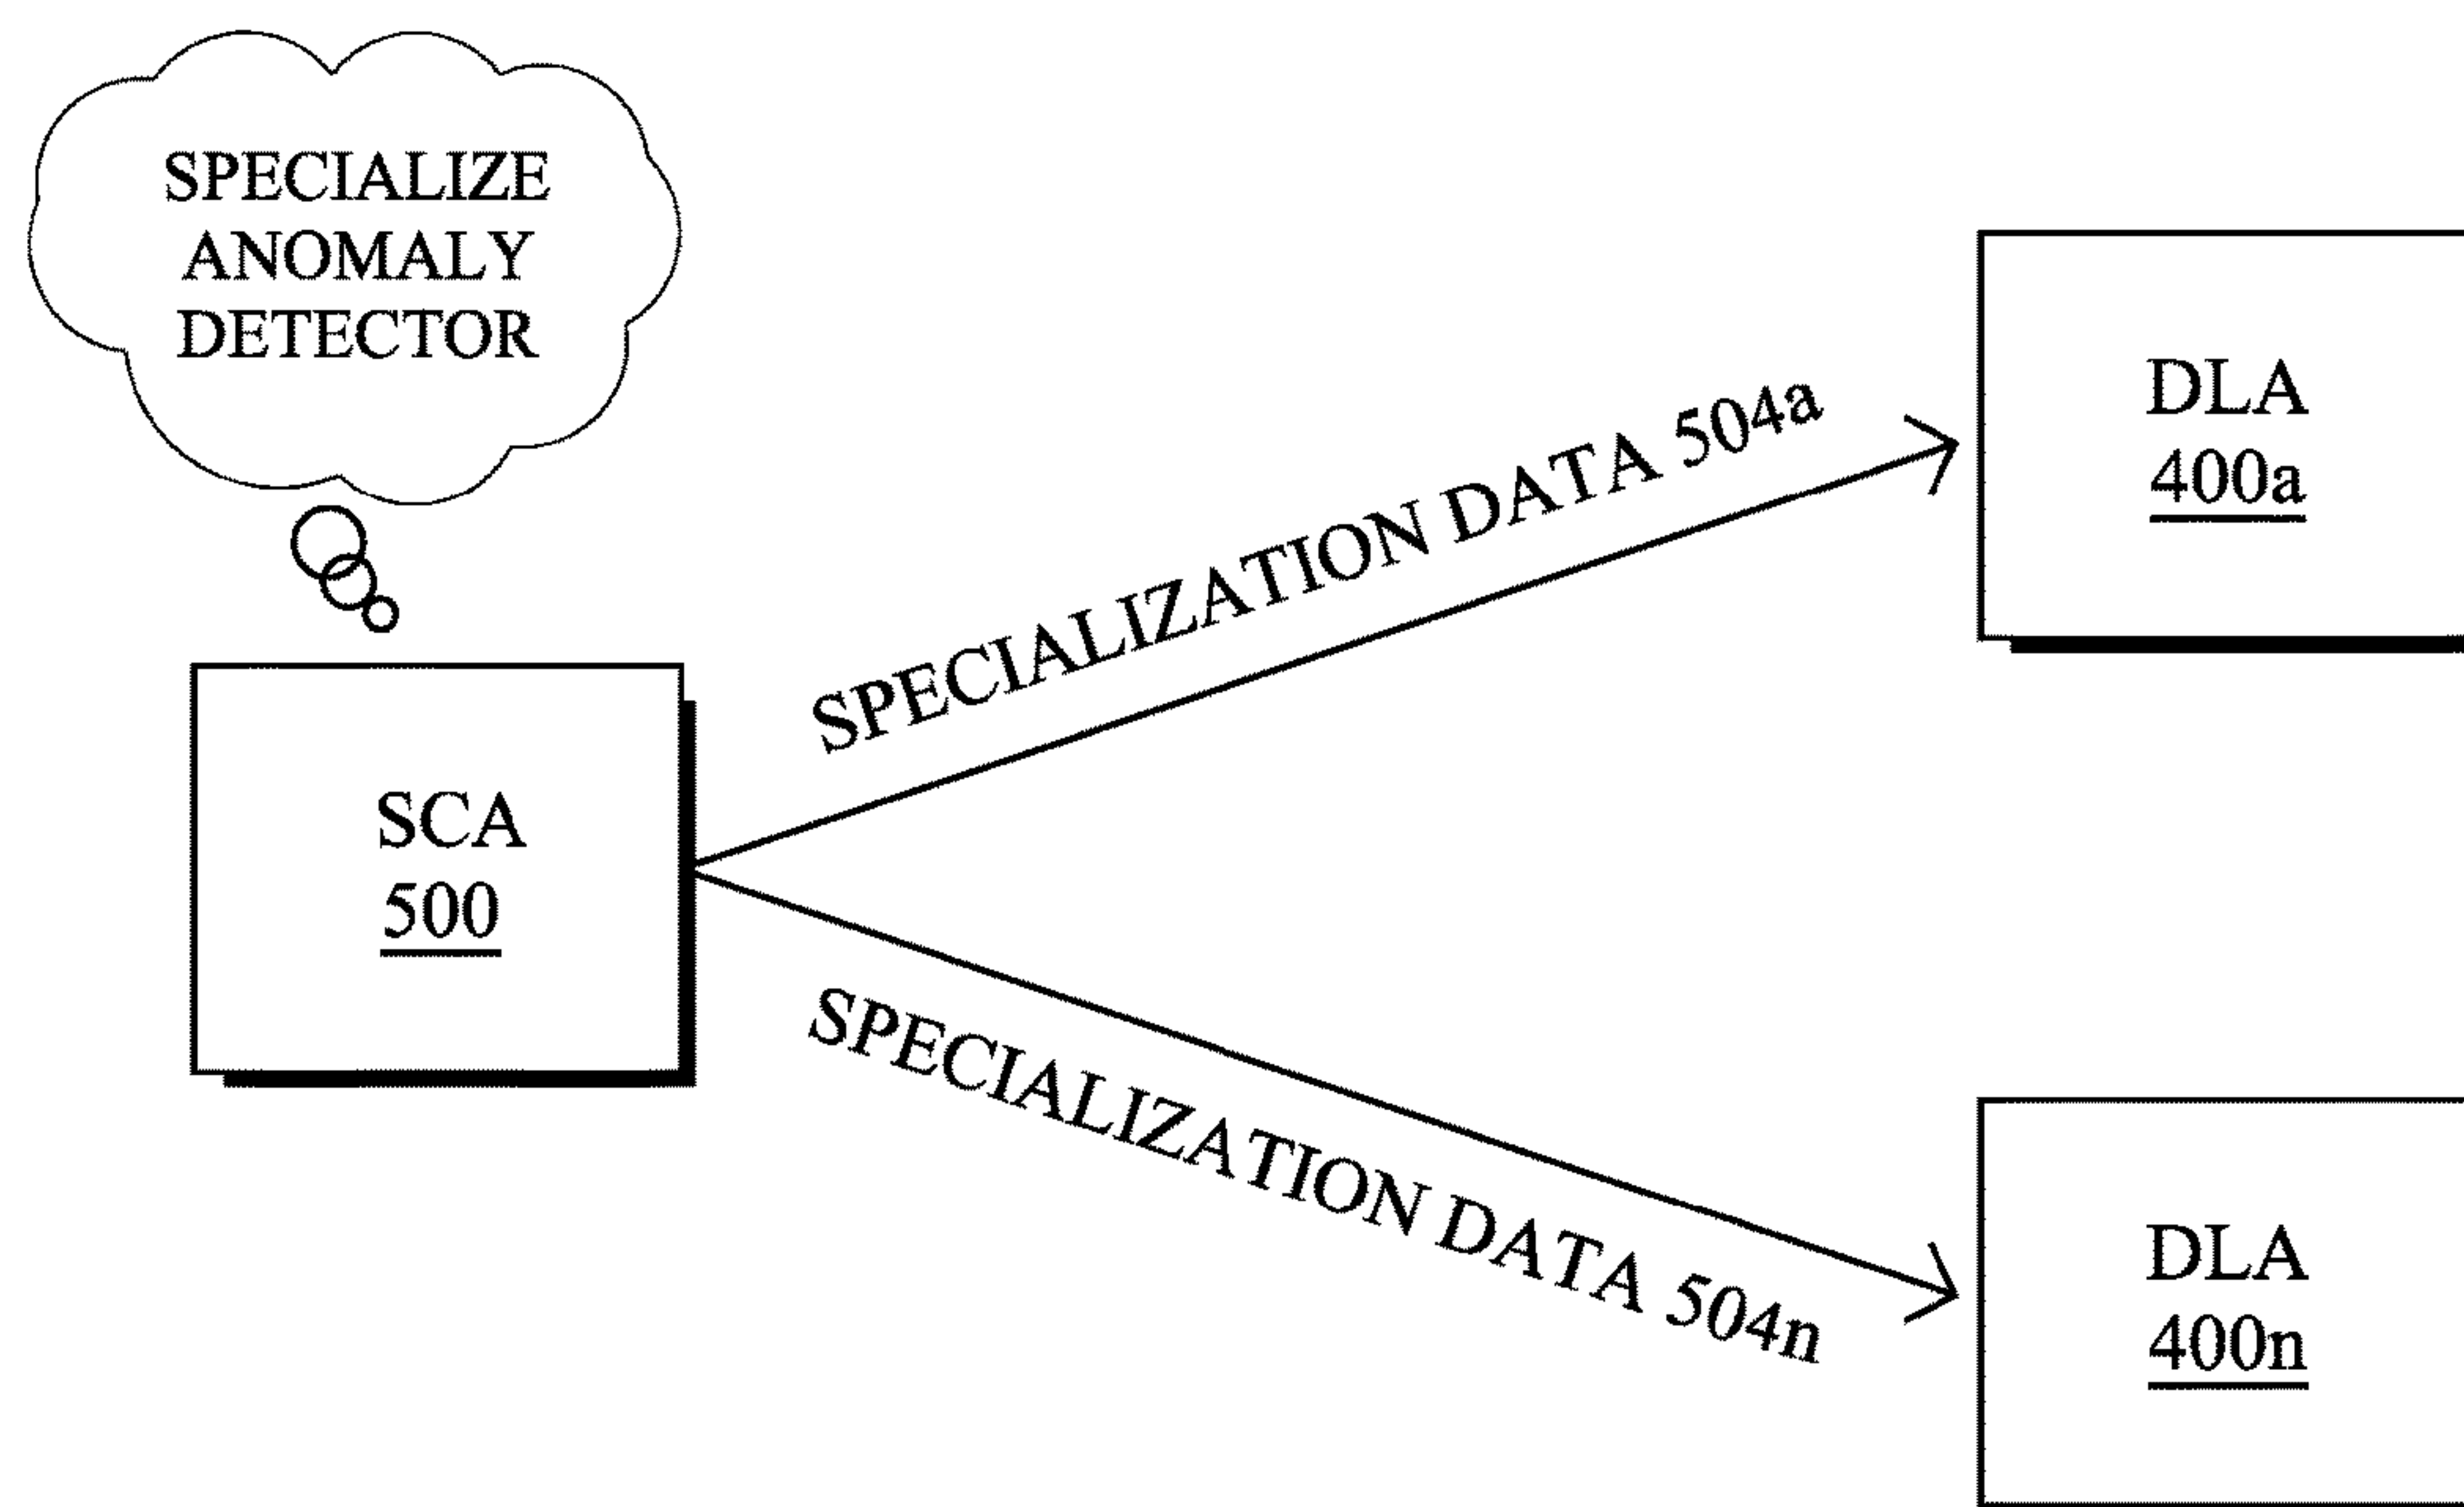 SPECIALIZE
ANOMALY
DETECTOR
SPECIALIZATION DATA 504a
DLA
400a
SCA
500
SPECIALIZATION DATA 504n
DLA
400n